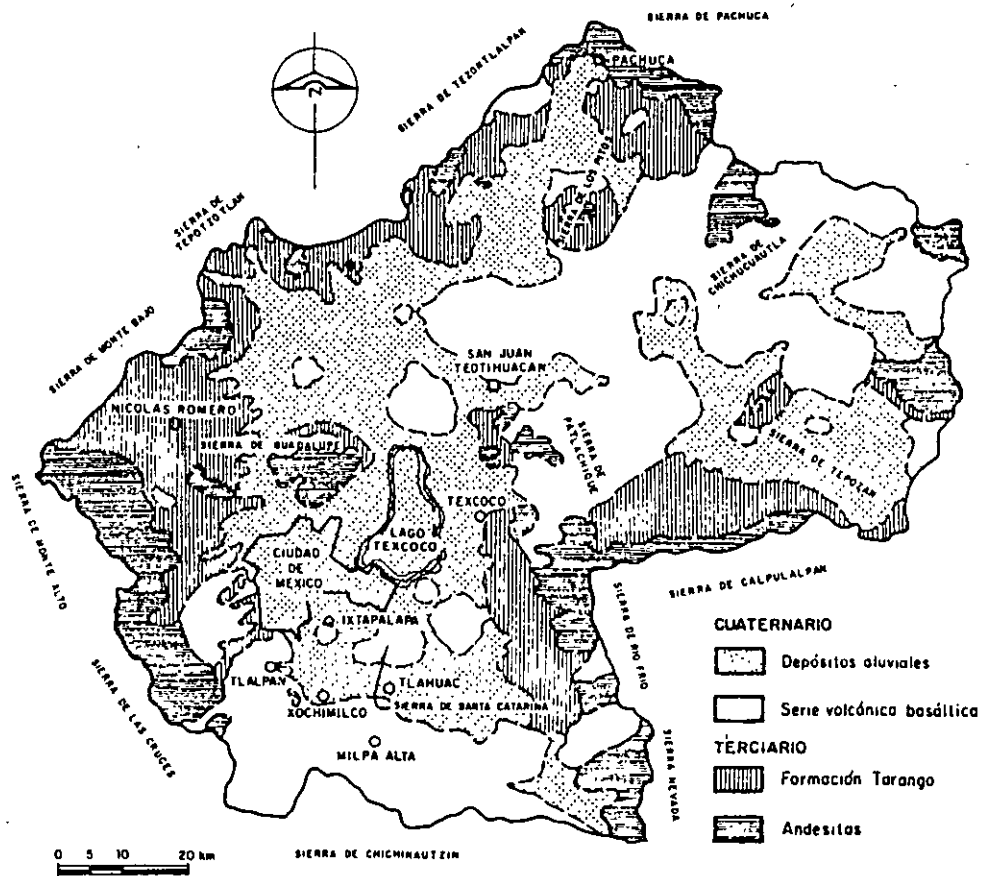 SIERRA DE PACHUCA
PACHUCA
SIERRA DE TEZONTLALPAN
N
SIERRA DE LOS PITOS
SIERRA DE
TEPOTZOTLAN
SIERRA DE
CHICHUCUAUTLA
SIERRA DE MONTE BAJO
SAN JUAN
TEOTIHUACAN
NICOLAS ROMERO
SIERRA DE GUADALUPE
SIERRA DE
PATLACHIQUE
SIERRA DE TEPOZAN
SIERRA DE MONTE ALTO
TEXCOCO
LAGO
TEXCOCO
CIUDAD
DE
MEXICO
SIERRA DE CALPULALPAN
SIERRA DE RIO FRIO
IXTAPALAPA
TLALPAN
TLAHUAC
XOCHIMILCO
SIERRA DE SANTA CATARINA
SIERRA DE LAS CRUCES
MILPA ALTA
SIERRA NEVADA
CUATERNARIO
Depósitos aluviales
Serie volcánica basáltica
TERCIARIO
Formación Tarango
Andesitas
0 5 10 20 km
SIERRA DE CHICHINAUTZIN